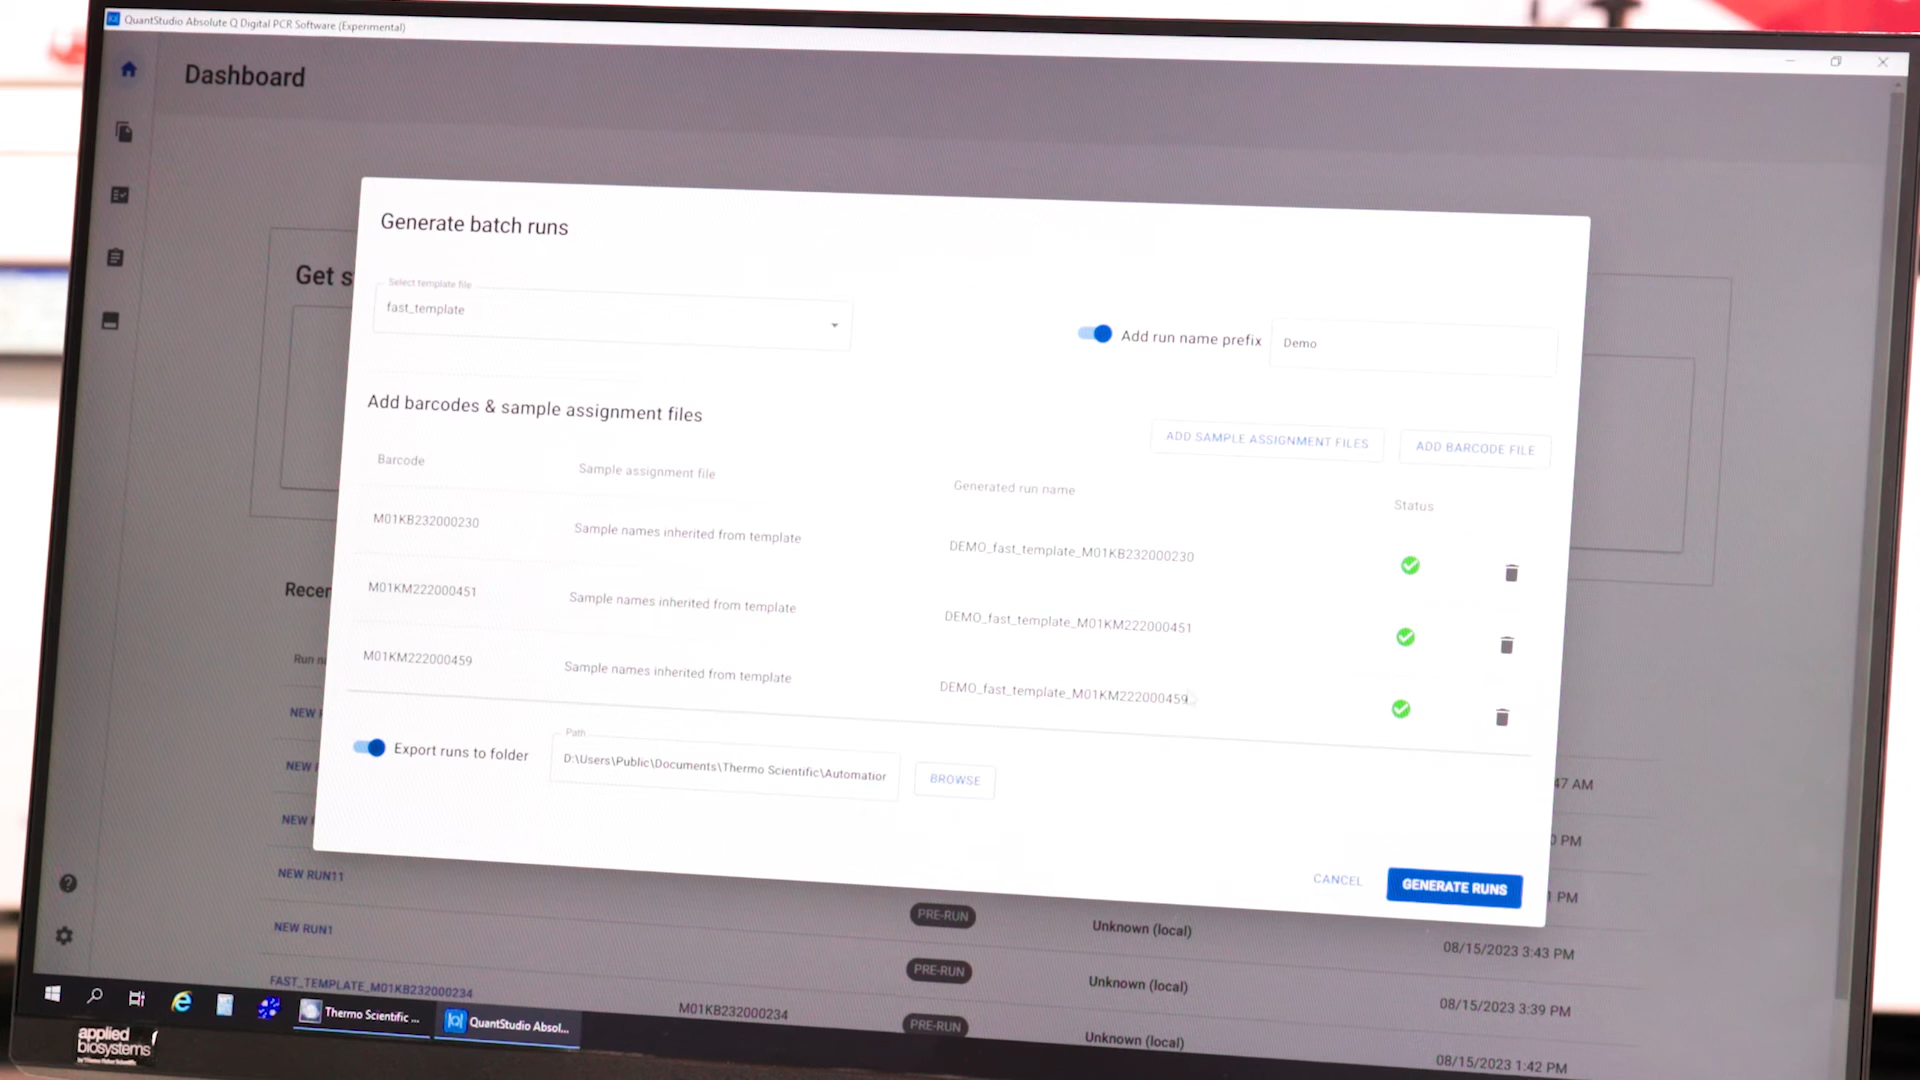 QuantStudio Absolute Q Digital PCR Software (Experimental)
Dashboard
Get s
Generate batch runs
Select template file
fast_template
Add run name prefix
Demo
Add barcodes & sample assignment files
ADD SAMPLE ASSIGNMENT FILES
ADD BARCODE FILE
Barcode Sample assignment file Generated run name Status
M01KB232000230 Sample names inherited from template DEMO_fast_template_M01KB232000230
M01KM222000451 Sample names inherited from template DEMO_fast_template_M01KM222000451
M01KM222000459 Sample names inherited from template DEMO_fast_template_M01KM222000459
Export runs to folder
Path
D:\Users\Public\Documents\Thermo Scientific\Automation
BROWSE
CANCEL
GENERATE RUNS
Recen
Run n
NEW
47 AM
NEW
PM
NEW
PM
NEW RUN11 PRE-RUN Unknown (local) 08/15/2023 3:43 PM
NEW RUN1 PRE-RUN Unknown (local) 08/15/2023 3:39 PM
FAST_TEMPLATE_M01KB232000234 M01KB232000234 PRE-RUN Unknown (local) 08/15/2023 1:42 PM
Thermo Scientific ...
QuantStudio Absol...
applied
biosystems